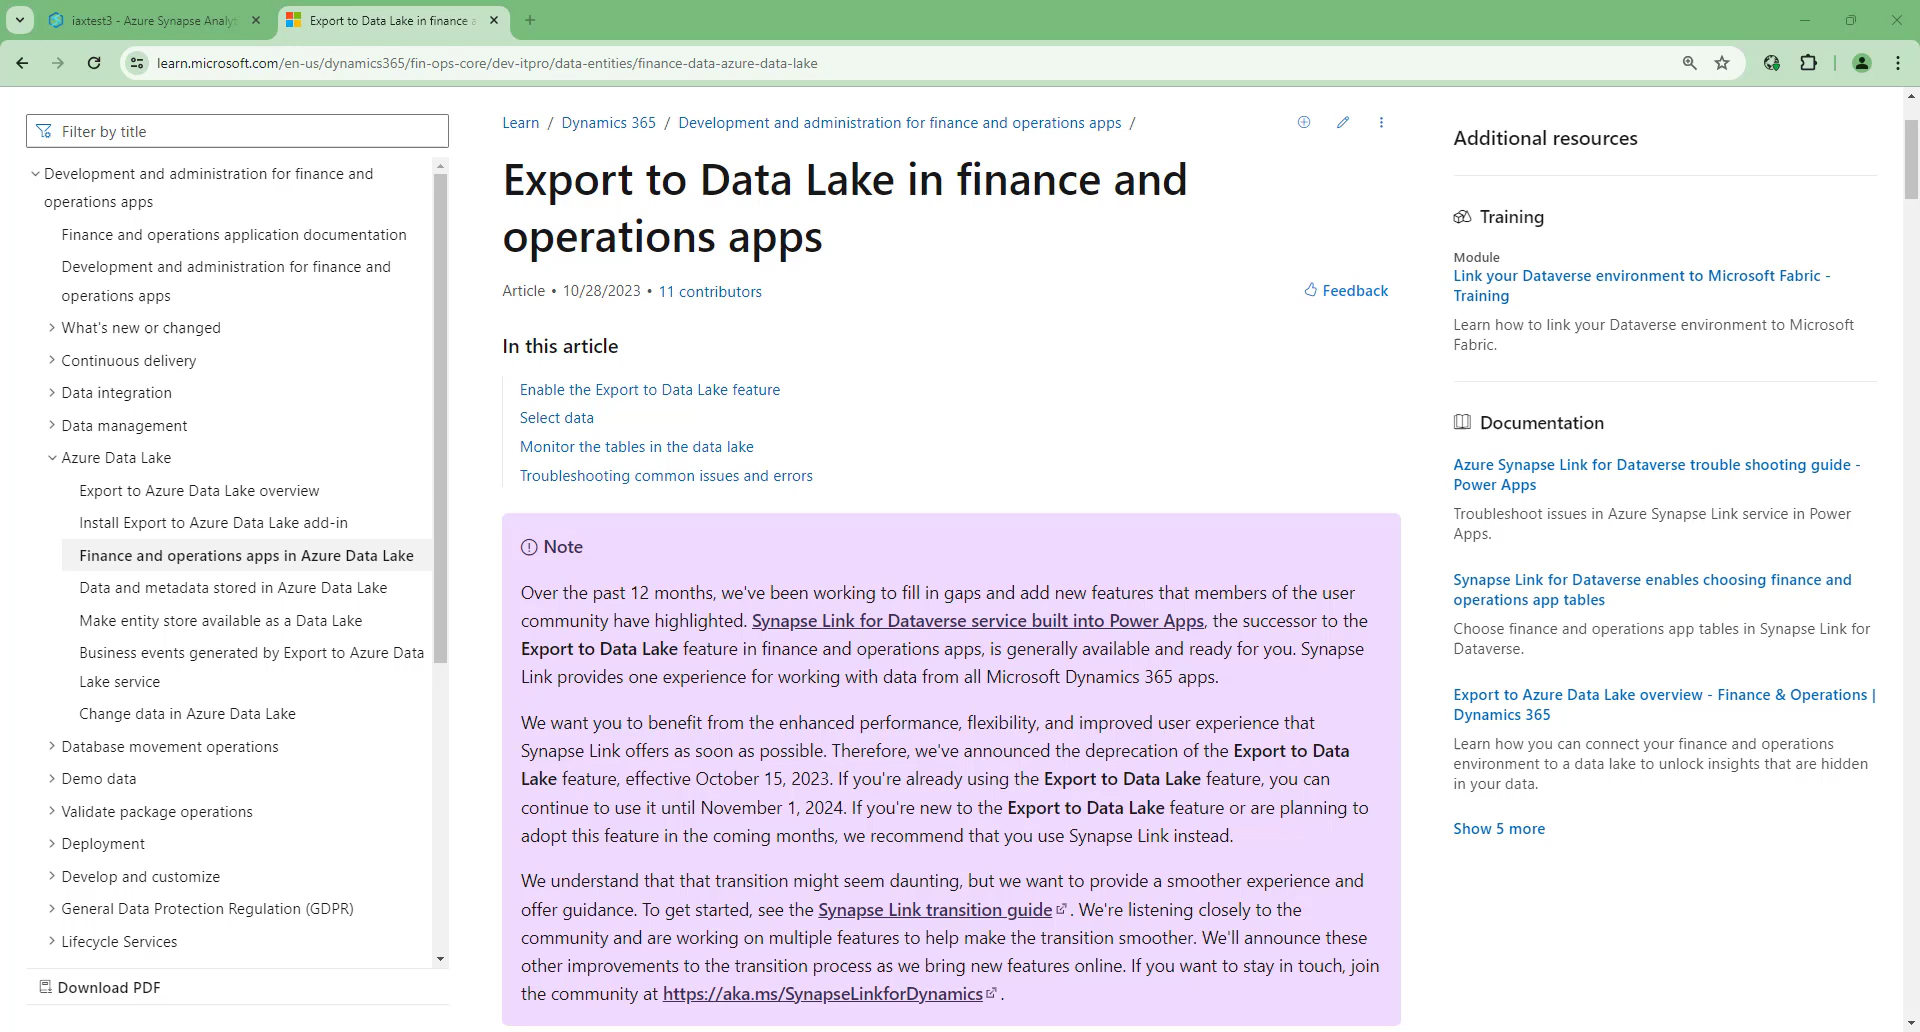 iaxtest3 - Azure Synapse Analyt
Export to Data Lake in finance a
learn.microsoft.com/en-us/dynamics365/fin-ops-core/dev-itpro/data-entities/finance-data-azure-data-lake
Filter by title
Development and administration for finance and
operations apps
Finance and operations application documentation
Development and administration for finance and
operations apps
What's new or changed
Continuous delivery
Data integration
Data management
Azure Data Lake
Export to Azure Data Lake overview
Install Export to Azure Data Lake add-in
Finance and operations apps in Azure Data Lake
Data and metadata stored in Azure Data Lake
Make entity store available as a Data Lake
Business events generated by Export to Azure Data
Lake service
Change data in Azure Data Lake
Database movement operations
Demo data
Validate package operations
Deployment
Develop and customize
General Data Protection Regulation (GDPR)
Lifecycle Services
Download PDF
Learn / Dynamics 365 / Development and administration for finance and operations apps /
Export to Data Lake in finance and
operations apps
Article • 10/28/2023 • 11 contributors
Feedback
In this article
Enable the Export to Data Lake feature
Select data
Monitor the tables in the data lake
Troubleshooting common issues and errors
Note
Over the past 12 months, we've been working to fill in gaps and add new features that members of the user
community have highlighted. Synapse Link for Dataverse service built into Power Apps, the successor to the
Export to Data Lake feature in finance and operations apps, is generally available and ready for you. Synapse
Link provides one experience for working with data from all Microsoft Dynamics 365 apps.
We want you to benefit from the enhanced performance, flexibility, and improved user experience that
Synapse Link offers as soon as possible. Therefore, we've announced the deprecation of the Export to Data
Lake feature, effective October 15, 2023. If you're already using the Export to Data Lake feature, you can
continue to use it until November 1, 2024. If you're new to the Export to Data Lake feature or are planning to
adopt this feature in the coming months, we recommend that you use Synapse Link instead.
We understand that that transition might seem daunting, but we want to provide a smoother experience and
offer guidance. To get started, see the Synapse Link transition guide. We're listening closely to the
community and are working on multiple features to help make the transition smoother. We'll announce these
other improvements to the transition process as we bring new features online. If you want to stay in touch, join
the community at https://aka.ms/SynapseLinkforDynamics.
Additional resources
Training
Module
Link your Dataverse environment to Microsoft Fabric -
Training
Learn how to link your Dataverse environment to Microsoft
Fabric.
Documentation
Azure Synapse Link for Dataverse trouble shooting guide -
Power Apps
Troubleshoot issues in Azure Synapse Link service in Power
Apps.
Synapse Link for Dataverse enables choosing finance and
operations app tables
Choose finance and operations app tables in Synapse Link for
Dataverse.
Export to Azure Data Lake overview - Finance & Operations |
Dynamics 365
Learn how you can connect your finance and operations
environment to a data lake to unlock insights that are hidden
in your data.
Show 5 more